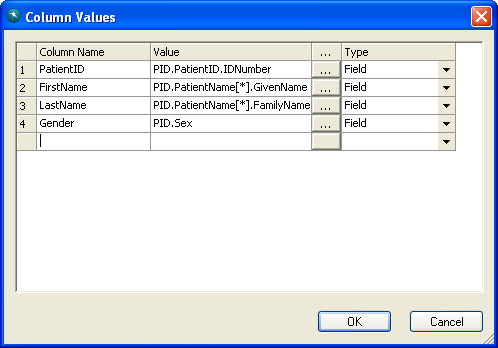 Column Values
Column Name Value ... Type
1 PatientID PID.PatientID.IDNumber ... Field
2 FirstName PID.PatientName[*].GivenName ... Field
3 LastName PID.PatientName[*].FamilyName ... Field
4 Gender PID.Sex ... Field
OK Cancel